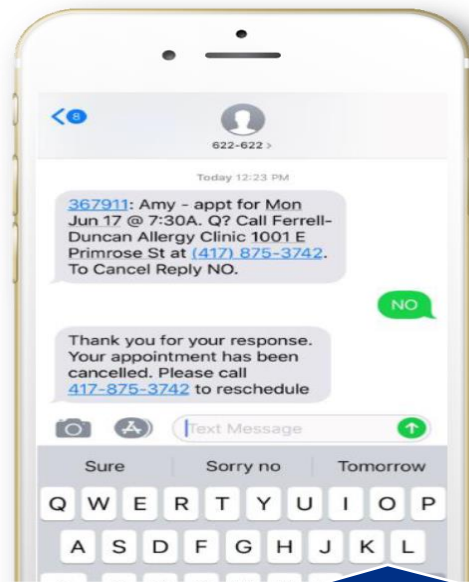 8
622-622 >
Today 12:23 PM
367911: Amy - appt for Mon
Jun 17 @ 7:30A. Q? Call Ferrell-
Duncan Allergy Clinic 1001 E
Primrose St at (417) 875-3742.
To Cancel Reply NO.
NO
Thank you for your response.
Your appointment has been
cancelled. Please call
417-875-3742 to reschedule
Text Message
Sure Sorry no Tomorrow
Q W E R T Y U I O P
A S D F G H J K L